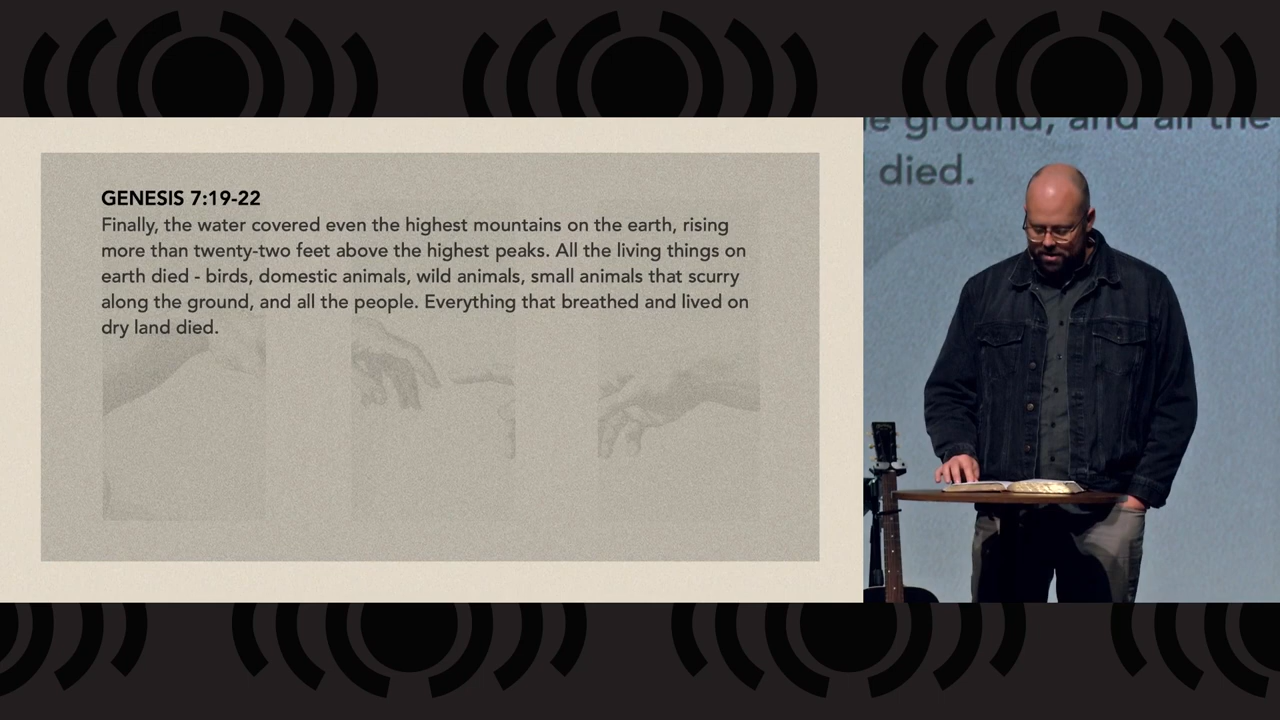 GENESIS 7:19-22
Finally, the water covered even the highest mountains on the earth, rising
more than twenty-two feet above the highest peaks. All the living things on
earth died - birds, domestic animals, wild animals, small animals that scurry
along the ground, and all the people. Everything that breathed and lived on
dry land died.
ground, and all the
died.